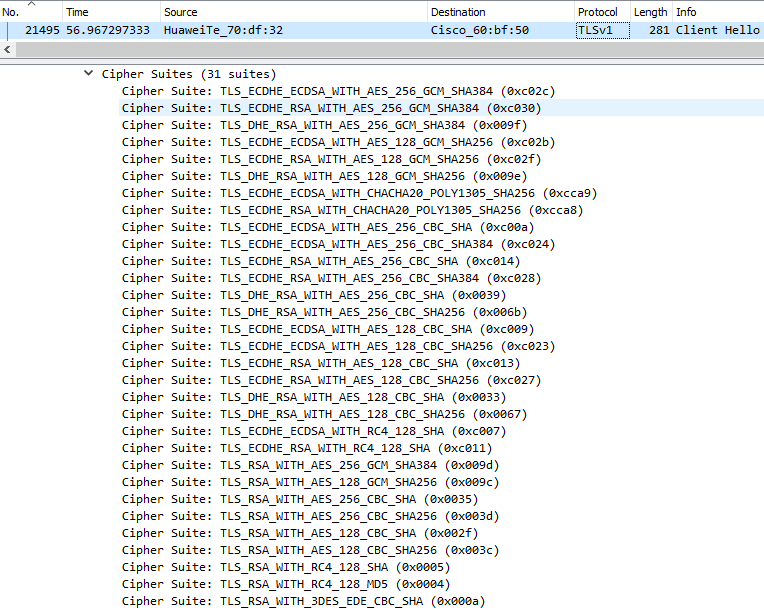 No. Time Source Destination Protocol Length Info
21495 56.967297333 HuaweiTe_70:df:32 Cisco_60:bf:50 TLSv1 281 Client Hello
Cipher Suites (31 suites)
Cipher Suite: TLS_ECDHE_ECDSA_WITH_AES_256_GCM_SHA384 (0xc02c)
Cipher Suite: TLS_ECDHE_RSA_WITH_AES_256_GCM_SHA384 (0xc030)
Cipher Suite: TLS_DHE_RSA_WITH_AES_256_GCM_SHA384 (0x009f)
Cipher Suite: TLS_ECDHE_ECDSA_WITH_AES_128_GCM_SHA256 (0xc02b)
Cipher Suite: TLS_ECDHE_RSA_WITH_AES_128_GCM_SHA256 (0xc02f)
Cipher Suite: TLS_DHE_RSA_WITH_AES_128_GCM_SHA256 (0x009e)
Cipher Suite: TLS_ECDHE_ECDSA_WITH_CHACHA20_POLY1305_SHA256 (0xcca9)
Cipher Suite: TLS_ECDHE_RSA_WITH_CHACHA20_POLY1305_SHA256 (0xcca8)
Cipher Suite: TLS_ECDHE_ECDSA_WITH_AES_256_CBC_SHA (0xc00a)
Cipher Suite: TLS_ECDHE_ECDSA_WITH_AES_256_CBC_SHA384 (0xc024)
Cipher Suite: TLS_ECDHE_RSA_WITH_AES_256_CBC_SHA (0xc014)
Cipher Suite: TLS_ECDHE_RSA_WITH_AES_256_CBC_SHA384 (0xc028)
Cipher Suite: TLS_DHE_RSA_WITH_AES_256_CBC_SHA (0x0039)
Cipher Suite: TLS_DHE_RSA_WITH_AES_256_CBC_SHA256 (0x006b)
Cipher Suite: TLS_ECDHE_ECDSA_WITH_AES_128_CBC_SHA (0xc009)
Cipher Suite: TLS_ECDHE_ECDSA_WITH_AES_128_CBC_SHA256 (0xc023)
Cipher Suite: TLS_ECDHE_RSA_WITH_AES_128_CBC_SHA (0xc013)
Cipher Suite: TLS_ECDHE_RSA_WITH_AES_128_CBC_SHA256 (0xc027)
Cipher Suite: TLS_DHE_RSA_WITH_AES_128_CBC_SHA (0x0033)
Cipher Suite: TLS_DHE_RSA_WITH_AES_128_CBC_SHA256 (0x0067)
Cipher Suite: TLS_ECDHE_ECDSA_WITH_RC4_128_SHA (0xc007)
Cipher Suite: TLS_ECDHE_RSA_WITH_RC4_128_SHA (0xc011)
Cipher Suite: TLS_RSA_WITH_AES_256_GCM_SHA384 (0x009d)
Cipher Suite: TLS_RSA_WITH_AES_128_GCM_SHA256 (0x009c)
Cipher Suite: TLS_RSA_WITH_AES_256_CBC_SHA (0x0035)
Cipher Suite: TLS_RSA_WITH_AES_256_CBC_SHA256 (0x003d)
Cipher Suite: TLS_RSA_WITH_AES_128_CBC_SHA (0x002f)
Cipher Suite: TLS_RSA_WITH_AES_128_CBC_SHA256 (0x003c)
Cipher Suite: TLS_RSA_WITH_RC4_128_SHA (0x0005)
Cipher Suite: TLS_RSA_WITH_RC4_128_MD5 (0x0004)
Cipher Suite: TLS_RSA_WITH_3DES_EDE_CBC_SHA (0x000a)